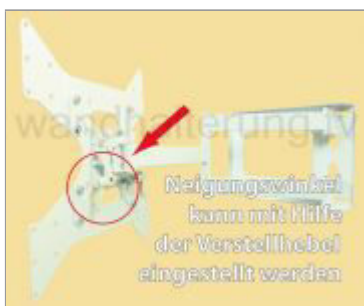 wandhalterung.tv
Neigungswinkel
kann mit Hilfe
der Verstellhebel
eingestellt werden